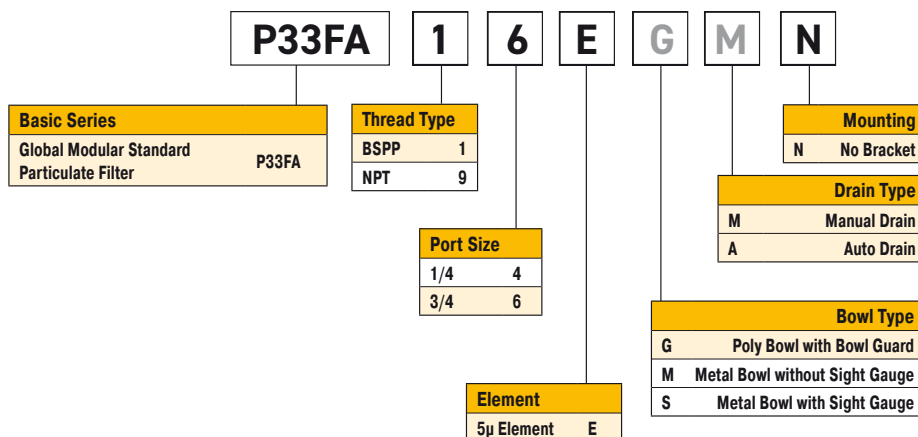 P33FA 1 6 E G M N
Basic Series
Global Modular Standard
Particulate Filter P33FA
Thread Type
BSPP 1
NPT 9
Mounting
N No Bracket
Drain Type
M Manual Drain
A Auto Drain
Port Size
1/4 4
3/4 6
Bowl Type
G Poly Bowl with Bowl Guard
M Metal Bowl without Sight Gauge
S Metal Bowl with Sight Gauge
Element
5µ Element E